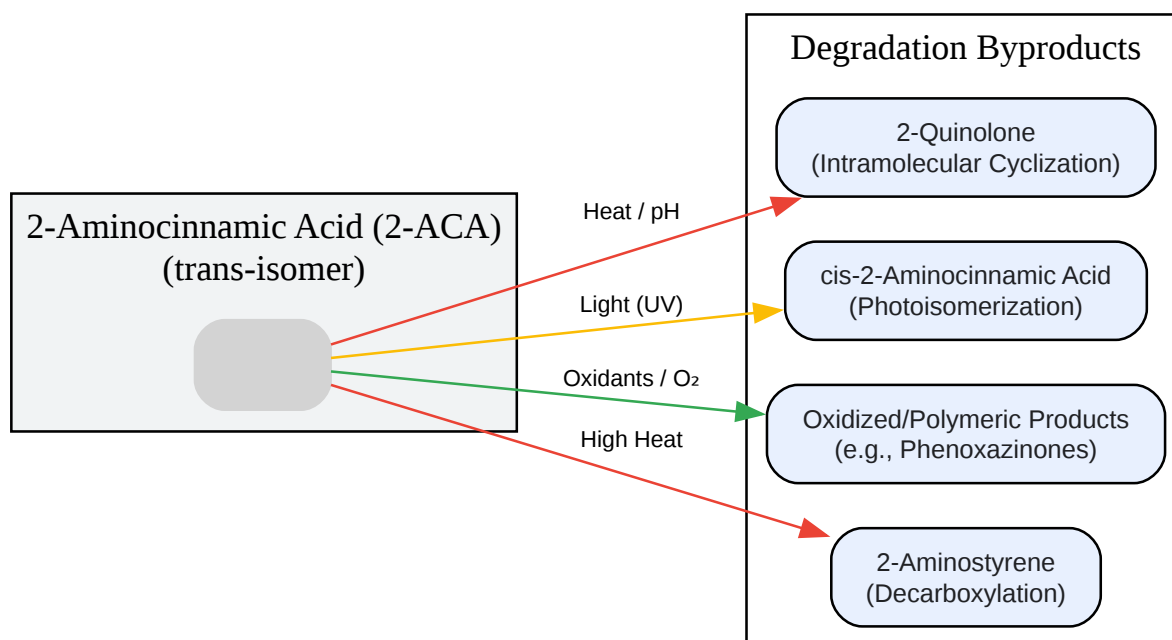 Degradation Byproducts
2-Quinolone
(Intramolecular Cyclization)
2-Aminocinnamic Acid (2-ACA)
(trans-isomer)
Heat / pH
Light (UV)
Oxidants / O₂
High Heat
cis-2-Aminocinnamic Acid
(Photoisomerization)
Oxidized/Polymeric Products
(e.g., Phenoxazinones)
2-Aminostyrene
(Decarboxylation)